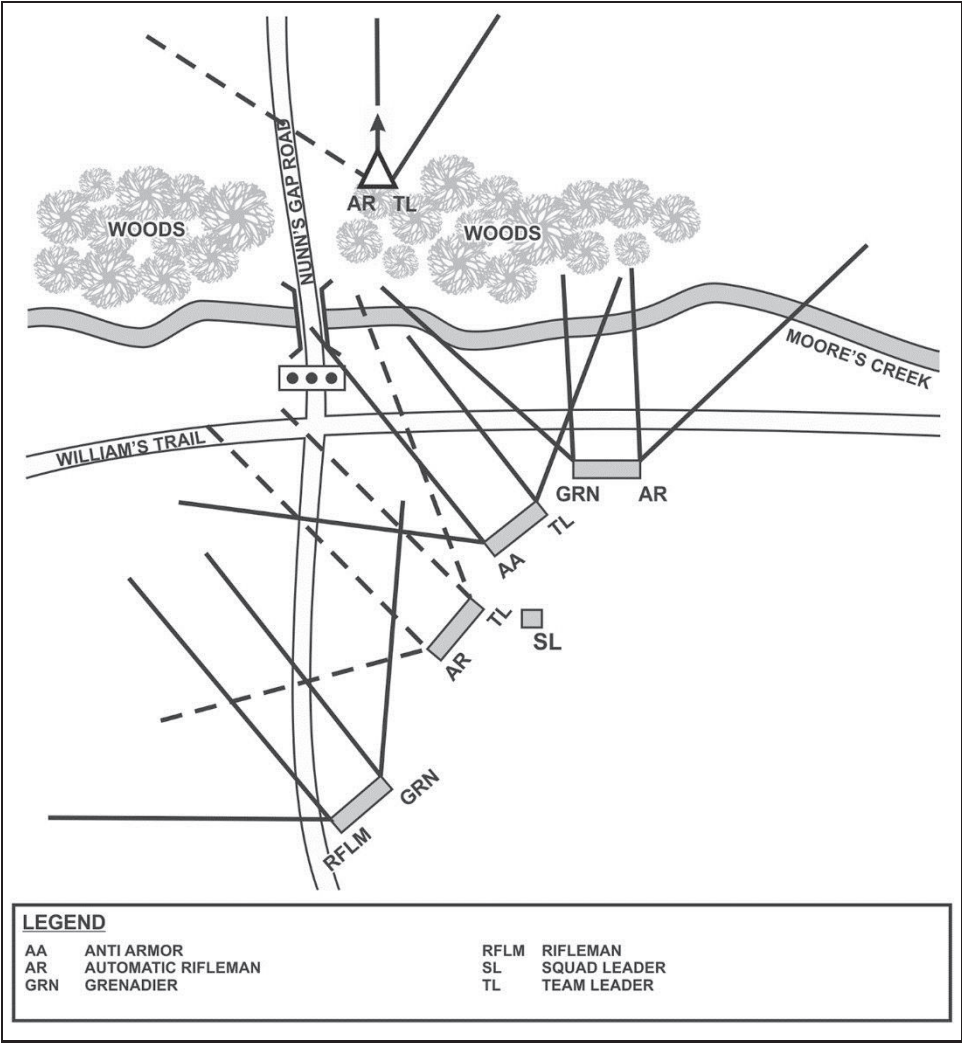 NUNN'S GAP ROAD
AR TL
WOODS
WOODS
MOORE'S CREEK
WILLIAM'S TRAIL
GRN AR
TL
AA
TL
SL
AR
GRN
RFLM
LEGEND
AA ANTI ARMOR
AR AUTOMATIC RIFLEMAN
GRN GRENADIER
RFLM RIFLEMAN
SL SQUAD LEADER
TL TEAM LEADER